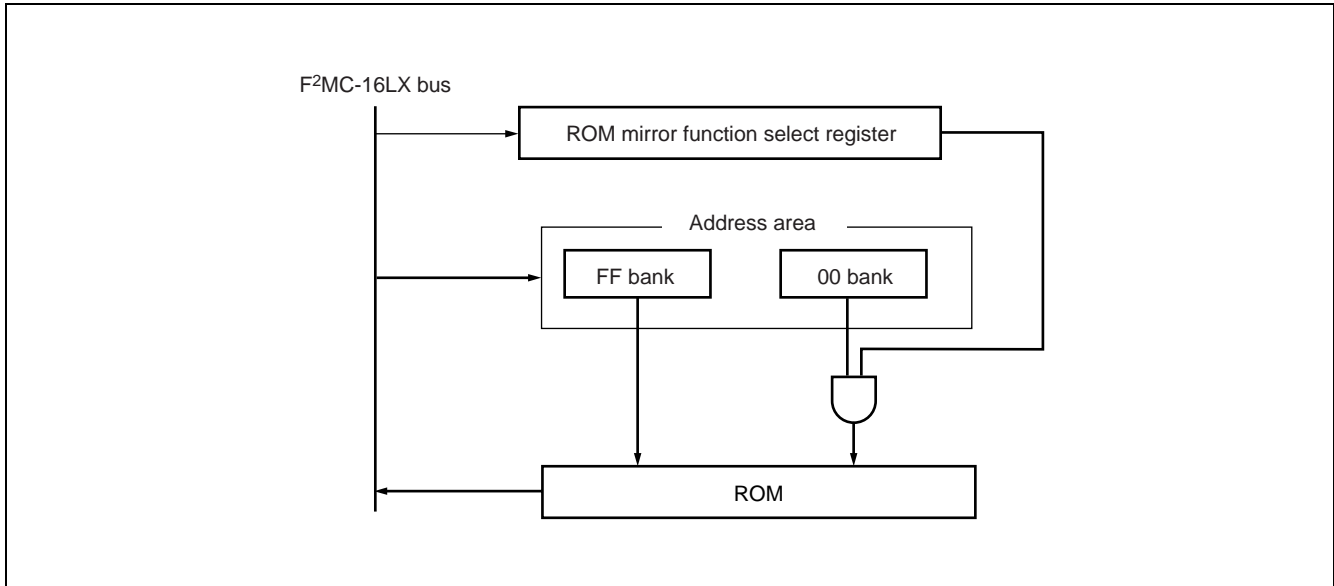 F²MC-16LX bus
ROM mirror function select register
Address area
FF bank
00 bank
ROM